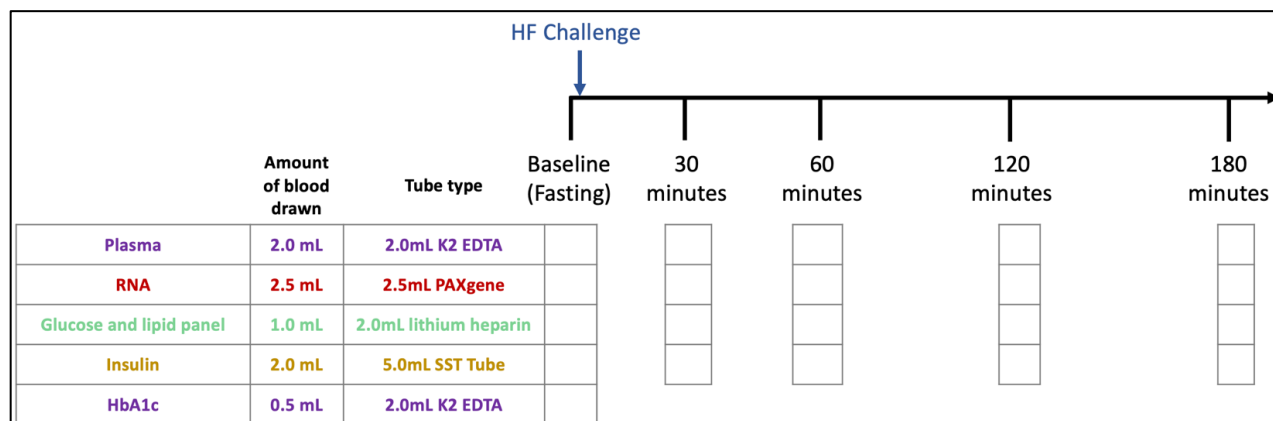 HF Challenge
Baseline
(Fasting)
30
minutes
60
minutes
120
minutes
180
minutes
Amount
of blood
drawn
Tube type
Plasma 2.0 mL 2.0mL K2 EDTA
RNA 2.5 mL 2.5mL PAXgene
Glucose and lipid panel 1.0 mL 2.0mL lithium heparin
Insulin 2.0 mL 5.0mL SST Tube
HbA1c 0.5 mL 2.0mL K2 EDTA